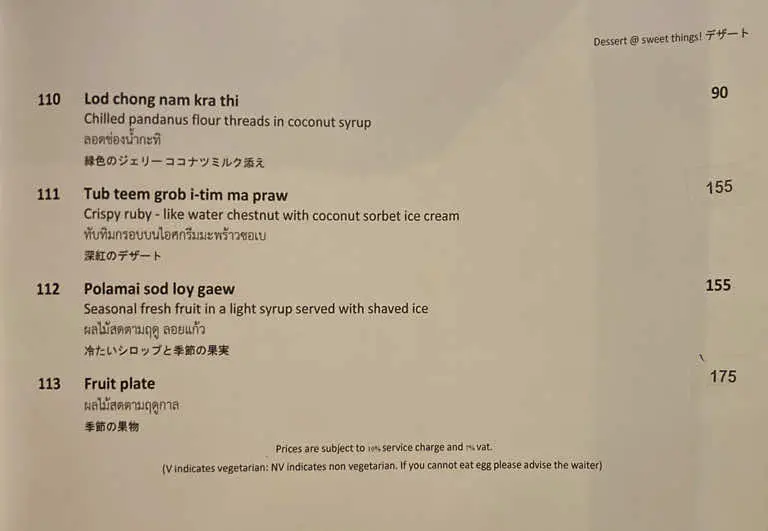 Dessert @ sweet things! デザート
110 Lod chong nam kra thi 90
Chilled pandanus flour threads in coconut syrup
ลอดช่องน้ำกะทิ
緑色のジェリー ココナツミルク添え
111 Tub teem grob i-tim ma praw 155
Crispy ruby - like water chestnut with coconut sorbet ice cream
ทับทิมกรอบบนไอศกรีมมะพร้าวซอเบ
深紅のデザート
112 Polamai sod loy gaew 155
Seasonal fresh fruit in a light syrup served with shaved ice
ผลไม้สดตามฤดู ลอยแก้ว
冷たいシロップと季節の果実
113 Fruit plate 175
ผลไม้สดตามฤดูกาล
季節の果物
Prices are subject to 10% service charge and 7% vat.
(V indicates vegetarian: NV indicates non vegetarian. If you cannot eat egg please advise the waiter)